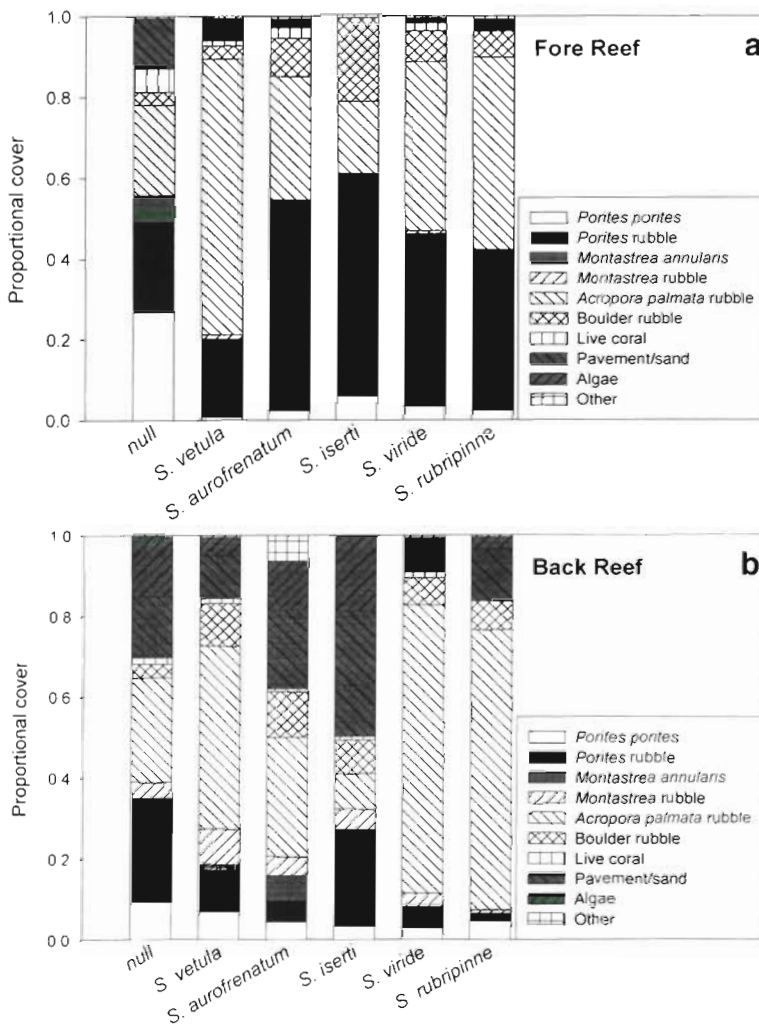 Fore Reef
a
Proportional cover
1.0
0.8
0.6
0.4
0.2
0.0
Porites porites
Porites rubble
Montastrea annularis
Montastrea rubble
Acropora palmata rubble
Boulder rubble
Live coral
Pavement/sand
Algae
Other
null
S. vetula
S. aurofrenatum
S. iserti
S. viride
S. rubripinne
Back Reef
b
Proportional cover
1 0
0 8
0 6
0 4
0 2
0 0
Porites porites
Porites rubble
Montastrea annularis
Montastrea rubble
Acropora palmata rubble
Boulder rubble
Live coral
Pavement/sand
Algae
Other
null
S vetula
S. aurofrenatum
S. iserti
S. viride
S rubripinne